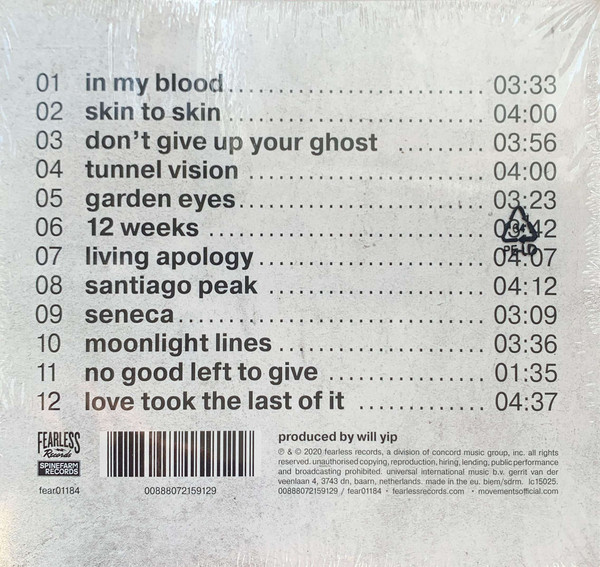 01 in my blood.......................... 03:33
02 skin to skin ......................... 04:00
03 don't give up your ghost ......... 03:56
04 tunnel vision ....................... 04:00
05 garden eyes........................ 03:23
06 12 weeks ............................ 03:42
07 living apology ...................... 04:07
08 santiago peak ..................... 04:12
09 seneca................................ 03:09
10 moonlight lines .................... 03:36
11 no good left to give .............. 01:35
12 love took the last of it ............ 04:37
04
PE-LD
FEARLESS
Records
SPINEFARM
RECORDS
fear01184
00888072159129
produced by will yip
℗ & © 2020 fearless records, a division of concord music group, inc. all rights
reserved. unauthorised copying, reproduction, hiring, lending, public performance
and broadcasting prohibited. universal international music b.v. gerrit van der
veenlaan 4, 3743 dn, baarn, netherlands. made in the eu. biem/sdrm. lc15025.
00888072159129 / fear01184 • fearlessrecords.com • movementsofficial.com